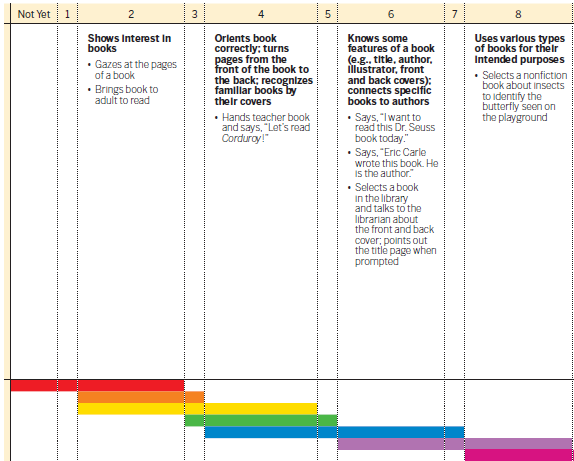 Not Yet 1 2 3 4 5 6 7 8
Shows interest in
books
• Gazes at the pages
of a book
• Brings book to
adult to read
Orients book
correctly; turns
pages from the
front of the book to
the back; recognizes
familiar books by
their covers
• Hands teacher book
and says, “Let’s read
Corduroy!”
Knows some
features of a book
(e.g., title, author,
illustrator, front
and back covers);
connects specific
books to authors
• Says, “I want to
read this Dr. Seuss
book today.”
• Says, “Eric Carle
wrote this book. He
is the author.”
• Selects a book
in the library
and talks to the
librarian about
the front and back
cover; points out
the title page when
prompted
Uses various types
of books for their
intended purposes
• Selects a nonfiction
book about insects
to identify the
butterfly seen on
the playground